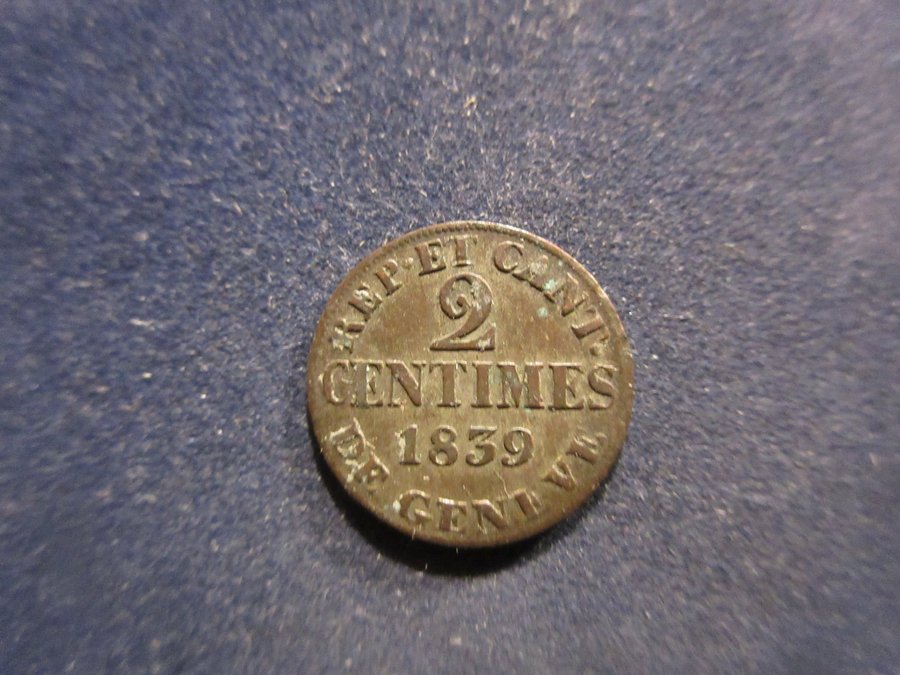 REP· ET CANT·
2
CENTIMES
1839
DE GENEVE